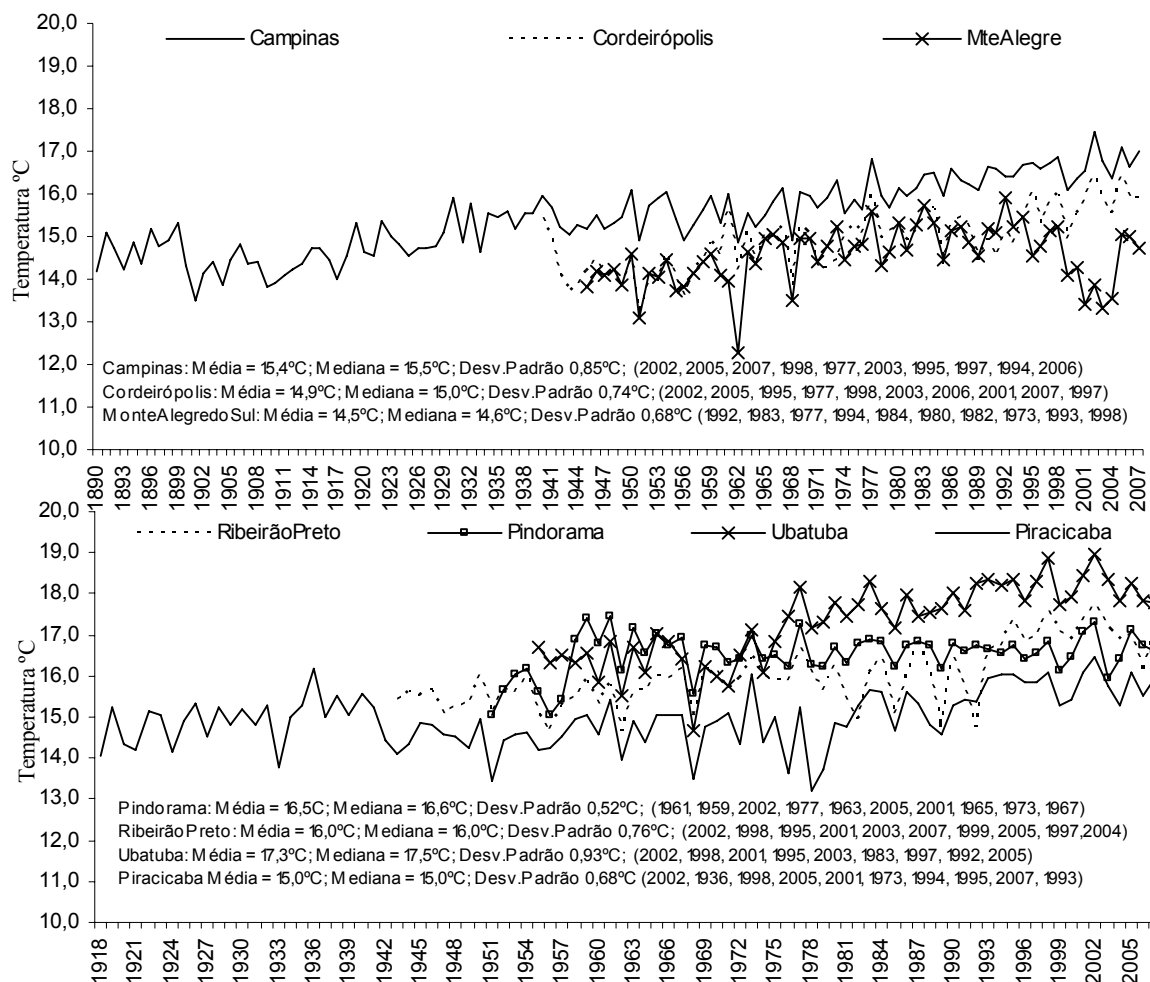 20,0
Campinas Cordeirópolis MteAlegre
19,0
18,0
17,0
16,0
15,0
14,0
13,0
12,0
11,0
10,0
Temperatura ºC
Campinas: Média = 15,4ºC; Mediana = 15,5ºC; Desv.Padrão 0,85ºC; (2002, 2005, 2007, 1998, 1977, 2003, 1995, 1997, 1994, 2006)
Cordeirópolis: Média = 14,9ºC; Mediana = 15,0ºC; Desv.Padrão 0,74ºC; (2002, 2005, 1995, 1977, 1998, 2003, 2006, 2001, 2007, 1997)
MonteAlegredoSul: Média = 14,5ºC; Mediana = 14,6ºC; Desv.Padrão 0,68ºC (1992, 1983, 1977, 1994, 1984, 1980, 1982, 1973, 1993, 1998)
1890 1893 1896 1899 1902 1905 1908 1911 1914 1917 1920 1923 1926 1929 1932 1935 1938 1941 1944 1947 1950 1953 1956 1959 1962 1965 1968 1971 1974 1977 1980 1983 1986 1989 1992 1995 1998 2001 2004 2007
20,0
RibeirãoPreto Pindorama Ubatuba Piracicaba
19,0
18,0
17,0
16,0
15,0
14,0
13,0
12,0
11,0
10,0
Temperatura ºC
Pindorama: Média = 16,5C; Mediana = 16,6ºC; Desv.Padrão 0,52ºC; (1961, 1959, 2002, 1977, 1963, 2005, 2001, 1965, 1973, 1967)
RibeirãoPreto: Média = 16,0ºC; Mediana = 16,0ºC; Desv.Padrão 0,76ºC; (2002, 1998, 1995, 2001, 2003, 2007, 1999, 2005, 1997,2004)
Ubatuba: Média = 17,3ºC; Mediana = 17,5ºC; Desv.Padrão 0,93ºC; (2002, 1998, 2001, 1995, 2003, 1983, 1997, 1992, 2005)
Piracicaba Média = 15,0ºC; Mediana = 15,0ºC; Desv.Padrão 0,68ºC (2002, 1936, 1998, 2005, 2001, 1973, 1994, 1995, 2007, 1993)
1918 1921 1924 1927 1930 1933 1936 1939 1942 1945 1948 1951 1954 1957 1960 1963 1966 1969 1972 1975 1978 1981 1984 1987 1990 1993 1996 1999 2002 2005